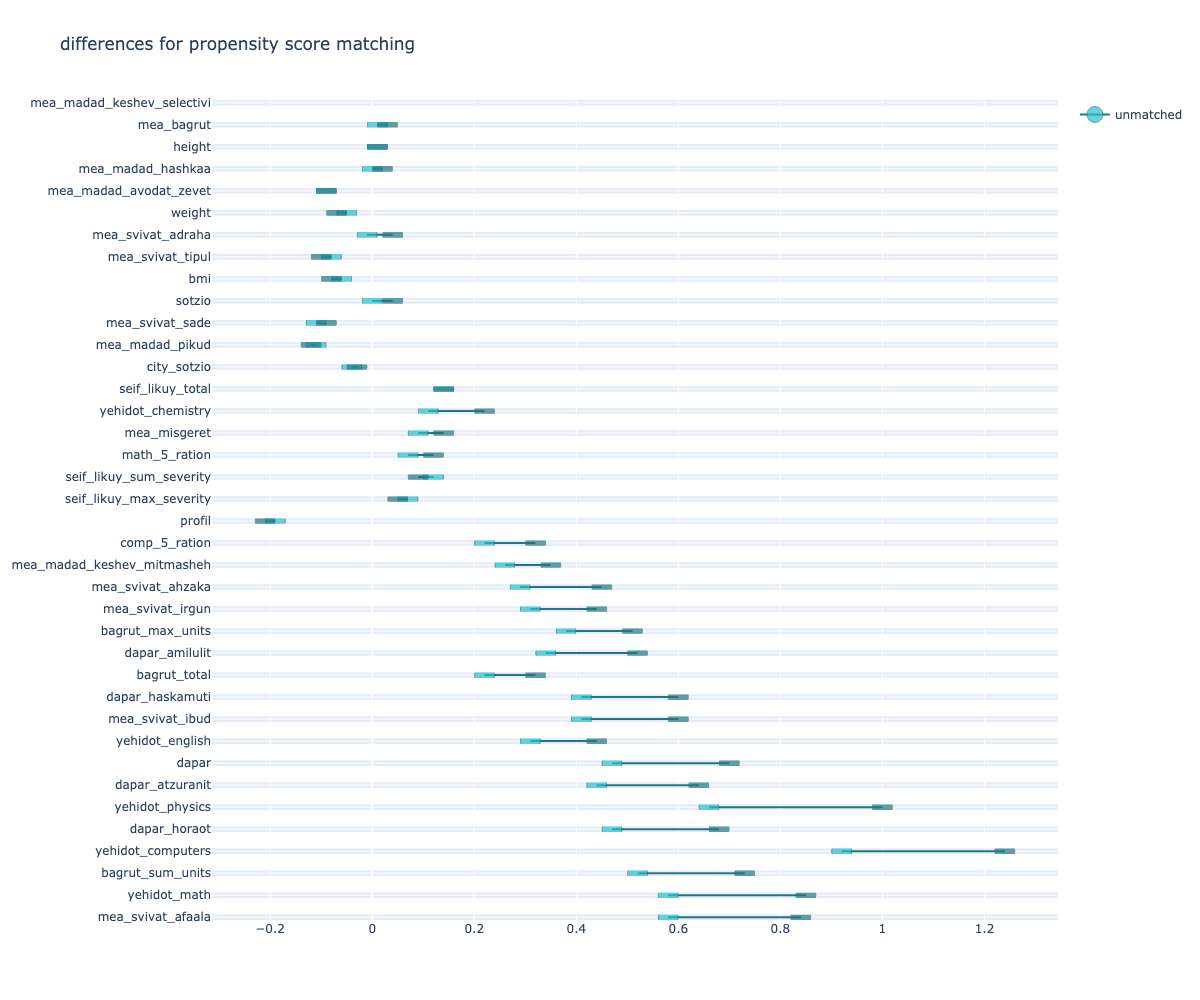 differences for propensity score matching
unmatched
mea_madad_keshev_selectivi
mea_bagrut
height
mea_madad_hashkaa
mea_madad_avodat_zevet
weight
mea_svivat_adraha
mea_svivat_tipul
bmi
sotzio
mea_svivat_sade
mea_madad_pikud
city_sotzio
seif_likuy_total
yehidot_chemistry
mea_misgeret
math_5_ration
seif_likuy_sum_severity
seif_likuy_max_severity
profil
comp_5_ration
mea_madad_keshev_mitmasheh
mea_svivat_ahzaka
mea_svivat_irgun
bagrut_max_units
dapar_amilulit
bagrut_total
dapar_haskamuti
mea_svivat_ibud
yehidot_english
dapar
dapar_atzuranit
yehidot_physics
dapar_horaot
yehidot_computers
bagrut_sum_units
yehidot_math
mea_svivat_afaala
−0.2 0 0.2 0.4 0.6 0.8 1 1.2